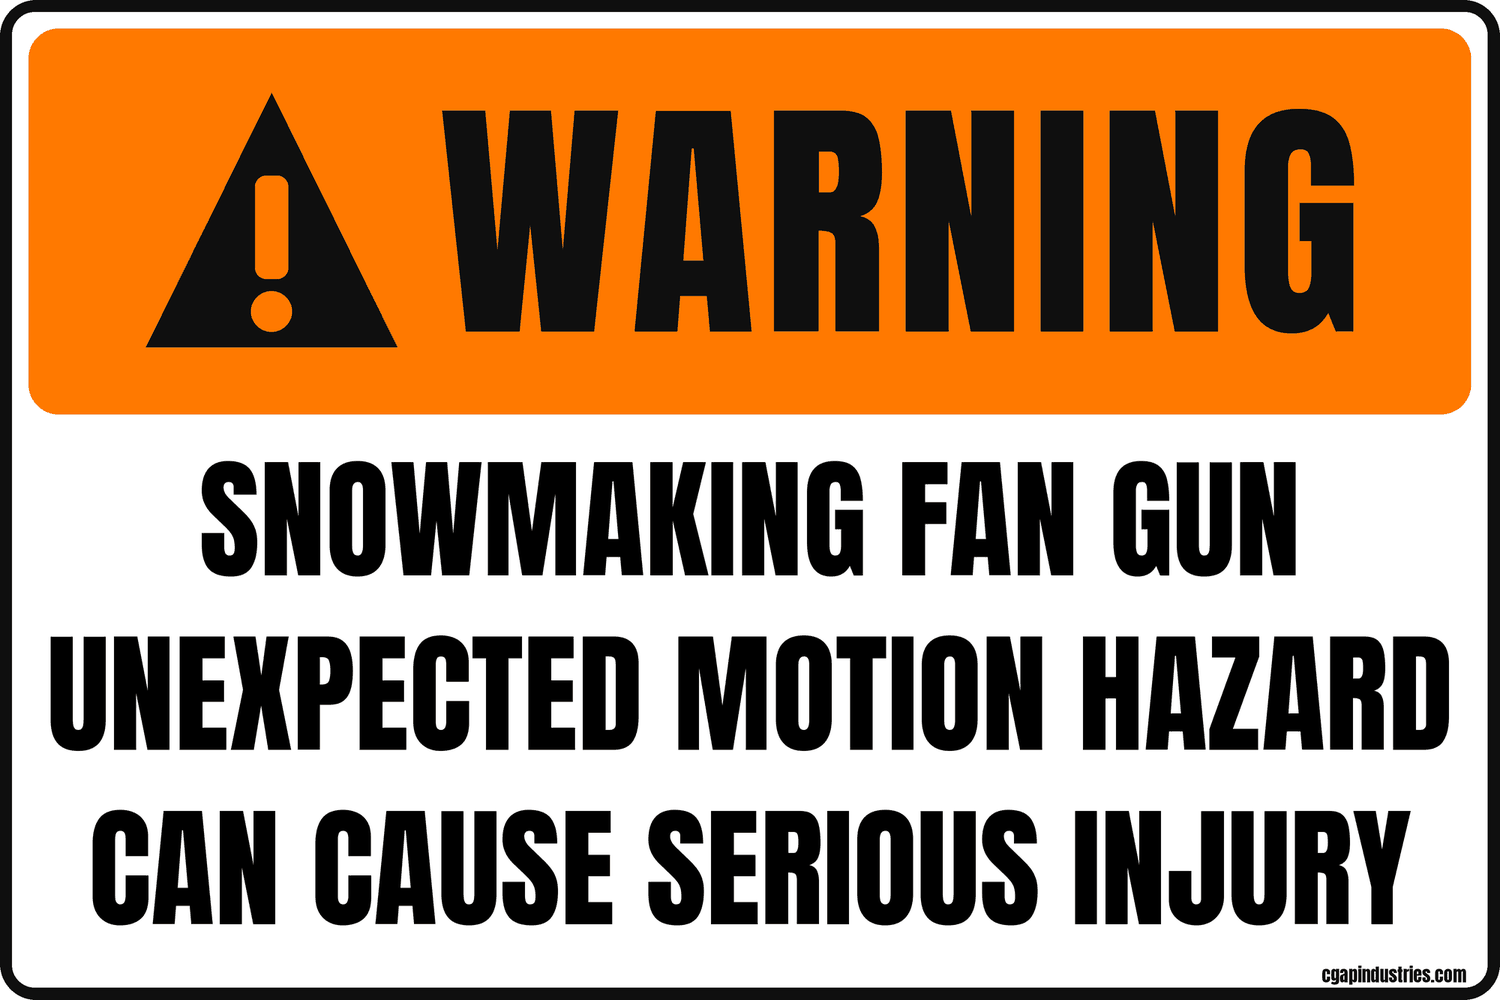 WARNING
SNOWMAKING FAN GUN
UNEXPECTED MOTION HAZARD
CAN CAUSE SERIOUS INJURY
cgapindustries.com